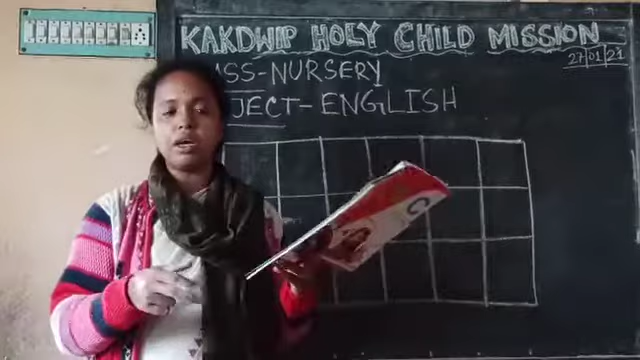 KAKDWIP HOLY CHILD MISSION
27/01/21
ASS-NURSERY
JECT-ENGLISH
C